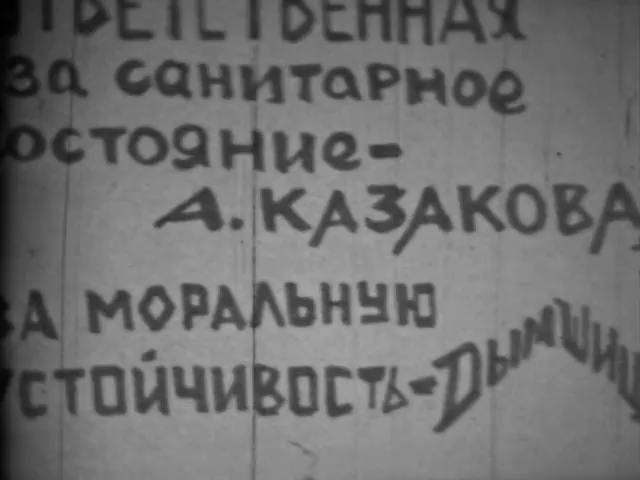 ОТВЕТСТВЕННАЯ
за санитарное
состояние-
А. КАЗАКОВА,
ЗА МОРАЛЬНУЮ
УСТОЙЧИВОСТЬ-